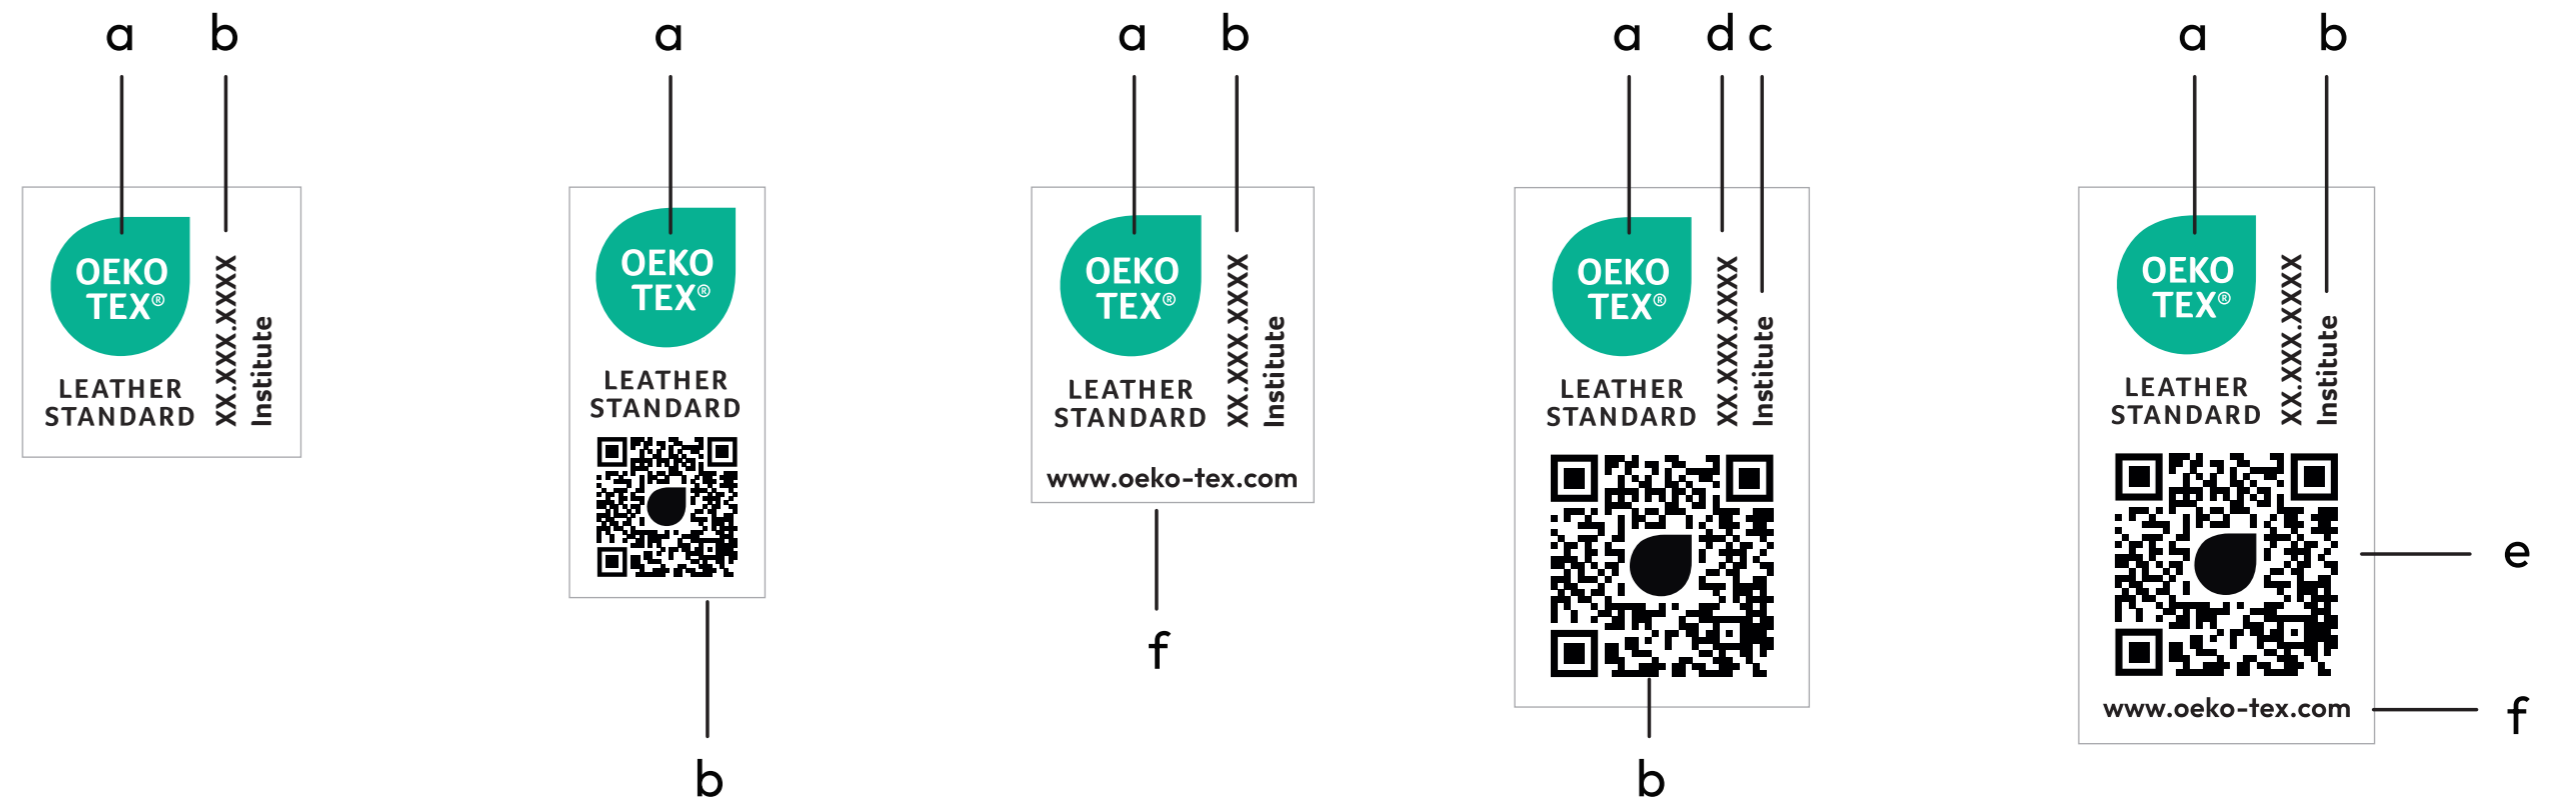 a b
OEKO
TEX®
LEATHER
STANDARD
XX.XXX.XXXX
Institute
a
OEKO
TEX®
LEATHER
STANDARD
b
a b
OEKO
TEX®
LEATHER
STANDARD
XX.XXX.XXXX
Institute
www.oeko-tex.com
f
a d c
OEKO
TEX®
LEATHER
STANDARD
XX.XXX.XXXX
Institute
b
a b
OEKO
TEX®
LEATHER
STANDARD
XX.XXX.XXXX
Institute
e
www.oeko-tex.com
f